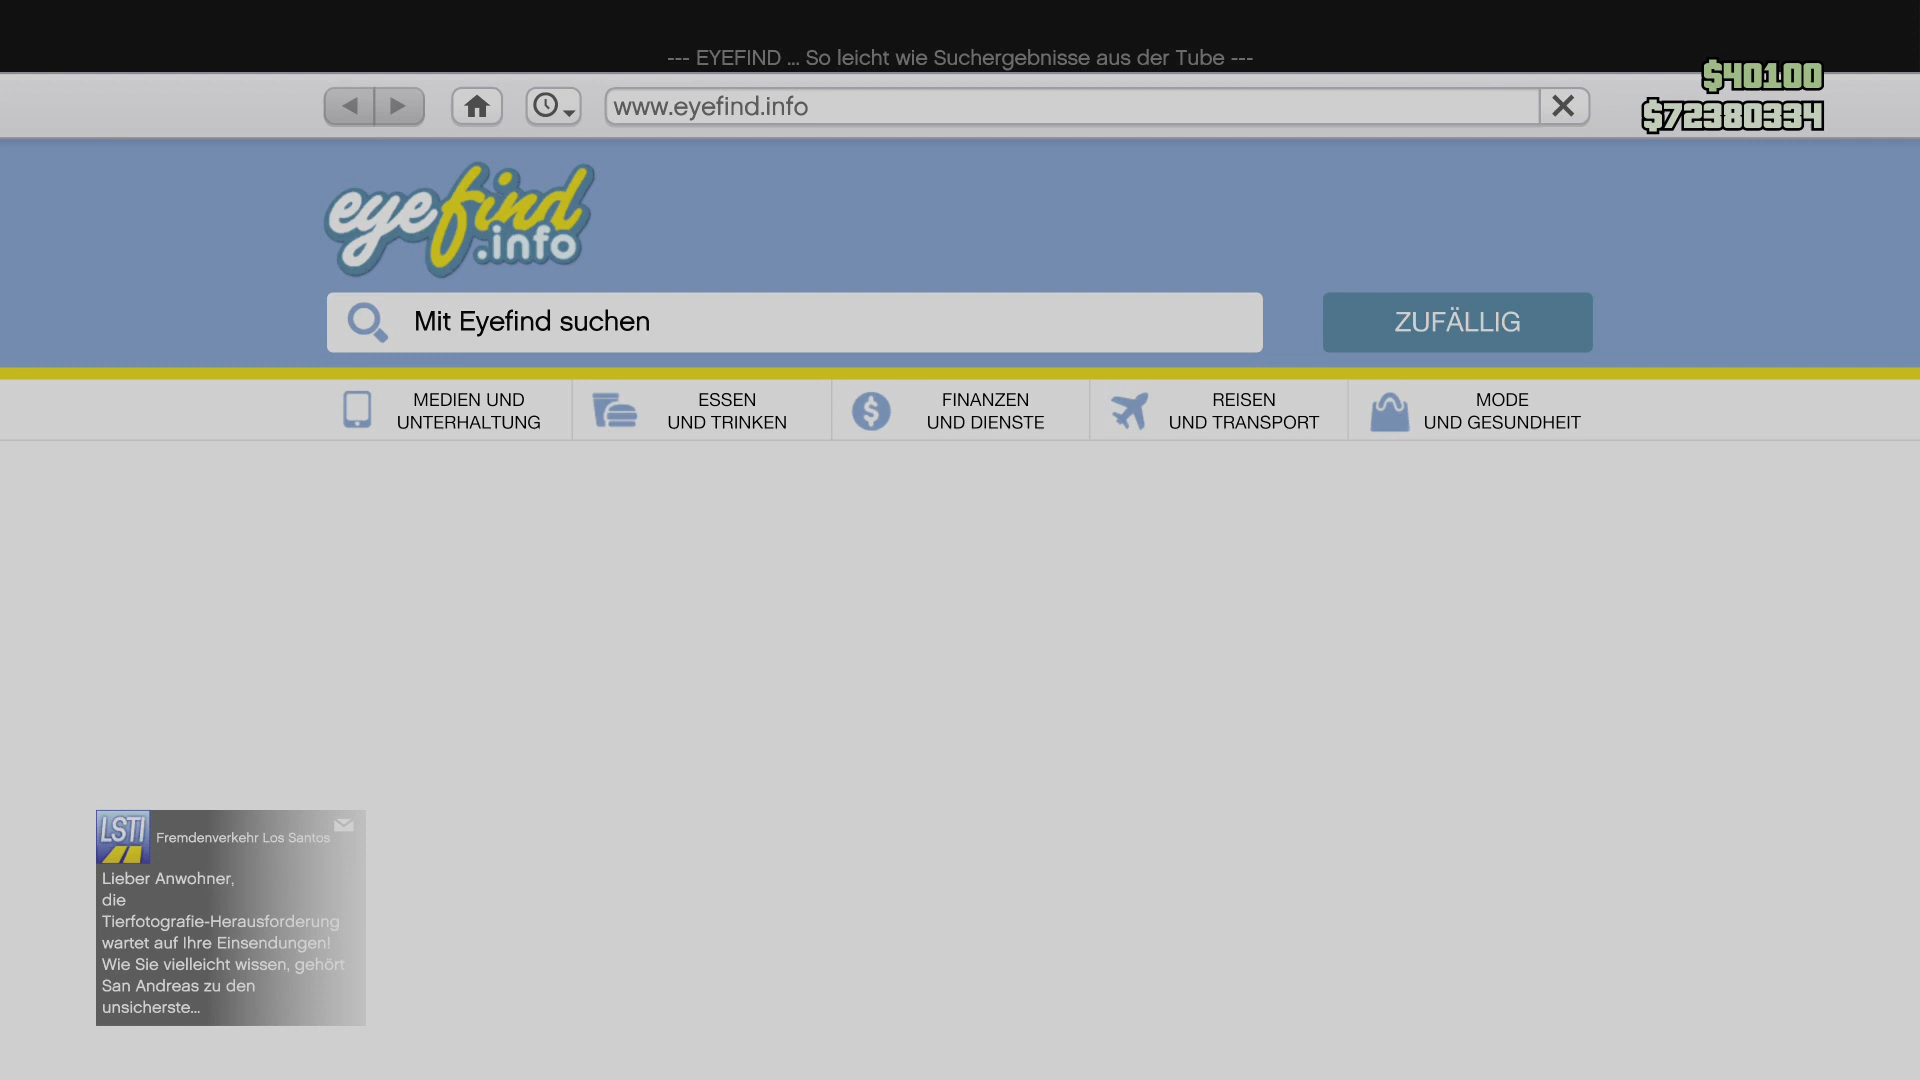 --- EYEFIND ... So leicht wie Suchergebnisse aus der Tube ---
$40100
www.eyefind.info
$72380334
eyefind
.info
Mit Eyefind suchen
ZUFÄLLIG
MEDIEN UND
UNTERHALTUNG
ESSEN
UND TRINKEN
FINANZEN
UND DIENSTE
REISEN
UND TRANSPORT
MODE
UND GESUNDHEIT
LSTI
Fremdenverkehr Los Santos
Lieber Anwohner,
die
Tierfotografie-Herausforderung
wartet auf Ihre Einsendungen!
Wie Sie vielleicht wissen, gehört
San Andreas zu den
unsicherste...